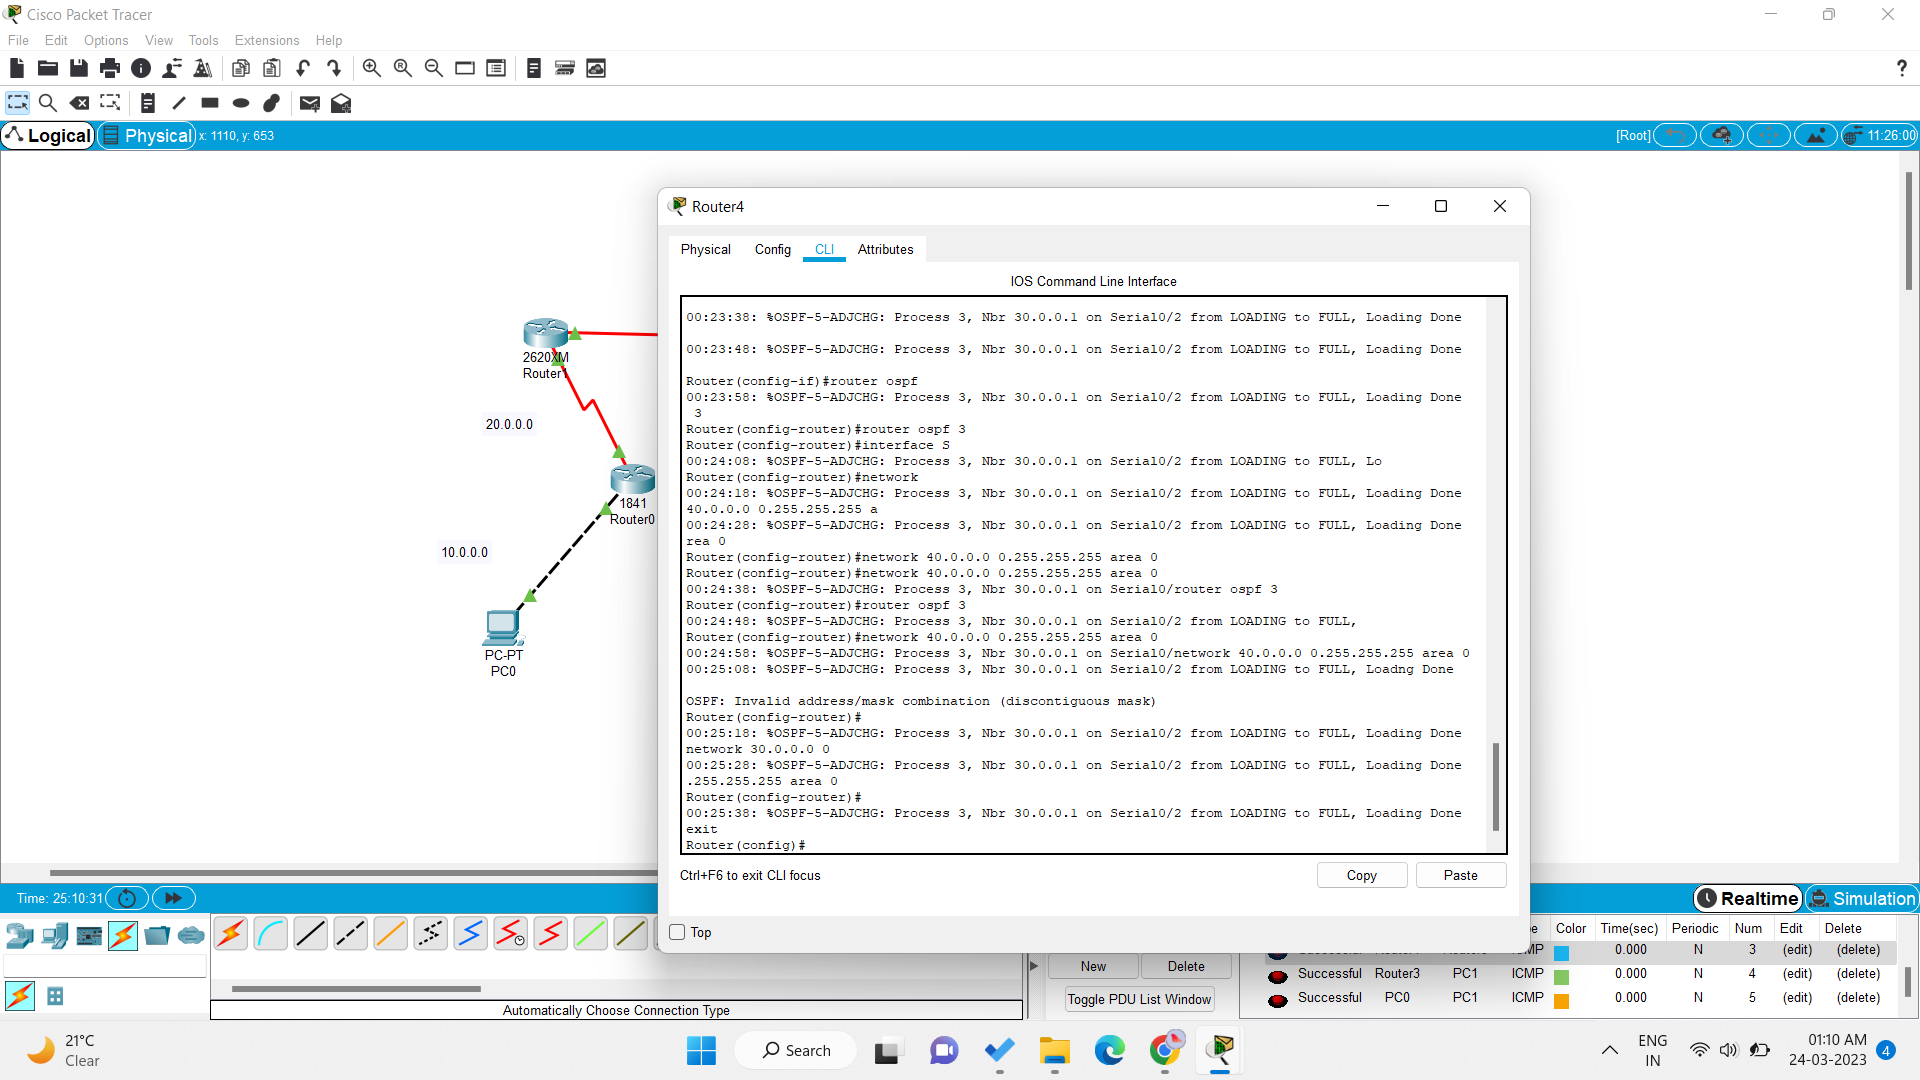 Cisco Packet Tracer
File Edit Options View Tools Extensions Help
?
Logical Physical x: 1110, y: 653 [Root] 11:26:00
Router4
Physical Config CLI Attributes
IOS Command Line Interface
00:23:38: %OSPF-5-ADJCHG: Process 3, Nbr 30.0.0.1 on Serial0/2 from LOADING to FULL, Loading Done
00:23:48: %OSPF-5-ADJCHG: Process 3, Nbr 30.0.0.1 on Serial0/2 from LOADING to FULL, Loading Done
Router(config-if)#router ospf
00:23:58: %OSPF-5-ADJCHG: Process 3, Nbr 30.0.0.1 on Serial0/2 from LOADING to FULL, Loading Done
3
Router(config-router)#router ospf 3
Router(config-router)#interface S
00:24:08: %OSPF-5-ADJCHG: Process 3, Nbr 30.0.0.1 on Serial0/2 from LOADING to FULL, Lo
Router(config-router)#network
00:24:18: %OSPF-5-ADJCHG: Process 3, Nbr 30.0.0.1 on Serial0/2 from LOADING to FULL, Loading Done
40.0.0.0 0.255.255.255 a
00:24:28: %OSPF-5-ADJCHG: Process 3, Nbr 30.0.0.1 on Serial0/2 from LOADING to FULL, Loading Done
rea 0
Router(config-router)#network 40.0.0.0 0.255.255.255 area 0
Router(config-router)#network 40.0.0.0 0.255.255.255 area 0
00:24:38: %OSPF-5-ADJCHG: Process 3, Nbr 30.0.0.1 on Serial0/router ospf 3
Router(config-router)#router ospf 3
00:24:48: %OSPF-5-ADJCHG: Process 3, Nbr 30.0.0.1 on Serial0/2 from LOADING to FULL,
Router(config-router)#network 40.0.0.0 0.255.255.255 area 0
00:24:58: %OSPF-5-ADJCHG: Process 3, Nbr 30.0.0.1 on Serial0/network 40.0.0.0 0.255.255.255 area 0
00:25:08: %OSPF-5-ADJCHG: Process 3, Nbr 30.0.0.1 on Serial0/2 from LOADING to FULL, Loadng Done
OSPF: Invalid address/mask combination (discontiguous mask)
Router(config-router)#
00:25:18: %OSPF-5-ADJCHG: Process 3, Nbr 30.0.0.1 on Serial0/2 from LOADING to FULL, Loading Done
network 30.0.0.0 0
00:25:28: %OSPF-5-ADJCHG: Process 3, Nbr 30.0.0.1 on Serial0/2 from LOADING to FULL, Loading Done
.255.255.255 area 0
Router(config-router)#
00:25:38: %OSPF-5-ADJCHG: Process 3, Nbr 30.0.0.1 on Serial0/2 from LOADING to FULL, Loading Done
exit
Router(config)#
Ctrl+F6 to exit CLI focus
Copy Paste
Top
2620XM
Router1
20.0.0.0
1841
Router0
10.0.0.0
PC-PT
PC0
Time: 25:10:31 Realtime Simulation
Color Time(sec) Periodic Num Edit Delete
0.000 N 3 (edit) (delete)
Successful Router3 PC1 ICMP 0.000 N 4 (edit) (delete)
Successful PC0 PC1 ICMP 0.000 N 5 (edit) (delete)
New Delete
Toggle PDU List Window
Automatically Choose Connection Type
21°C
Clear
Search
ENG
IN
01:10 AM
24-03-2023
4